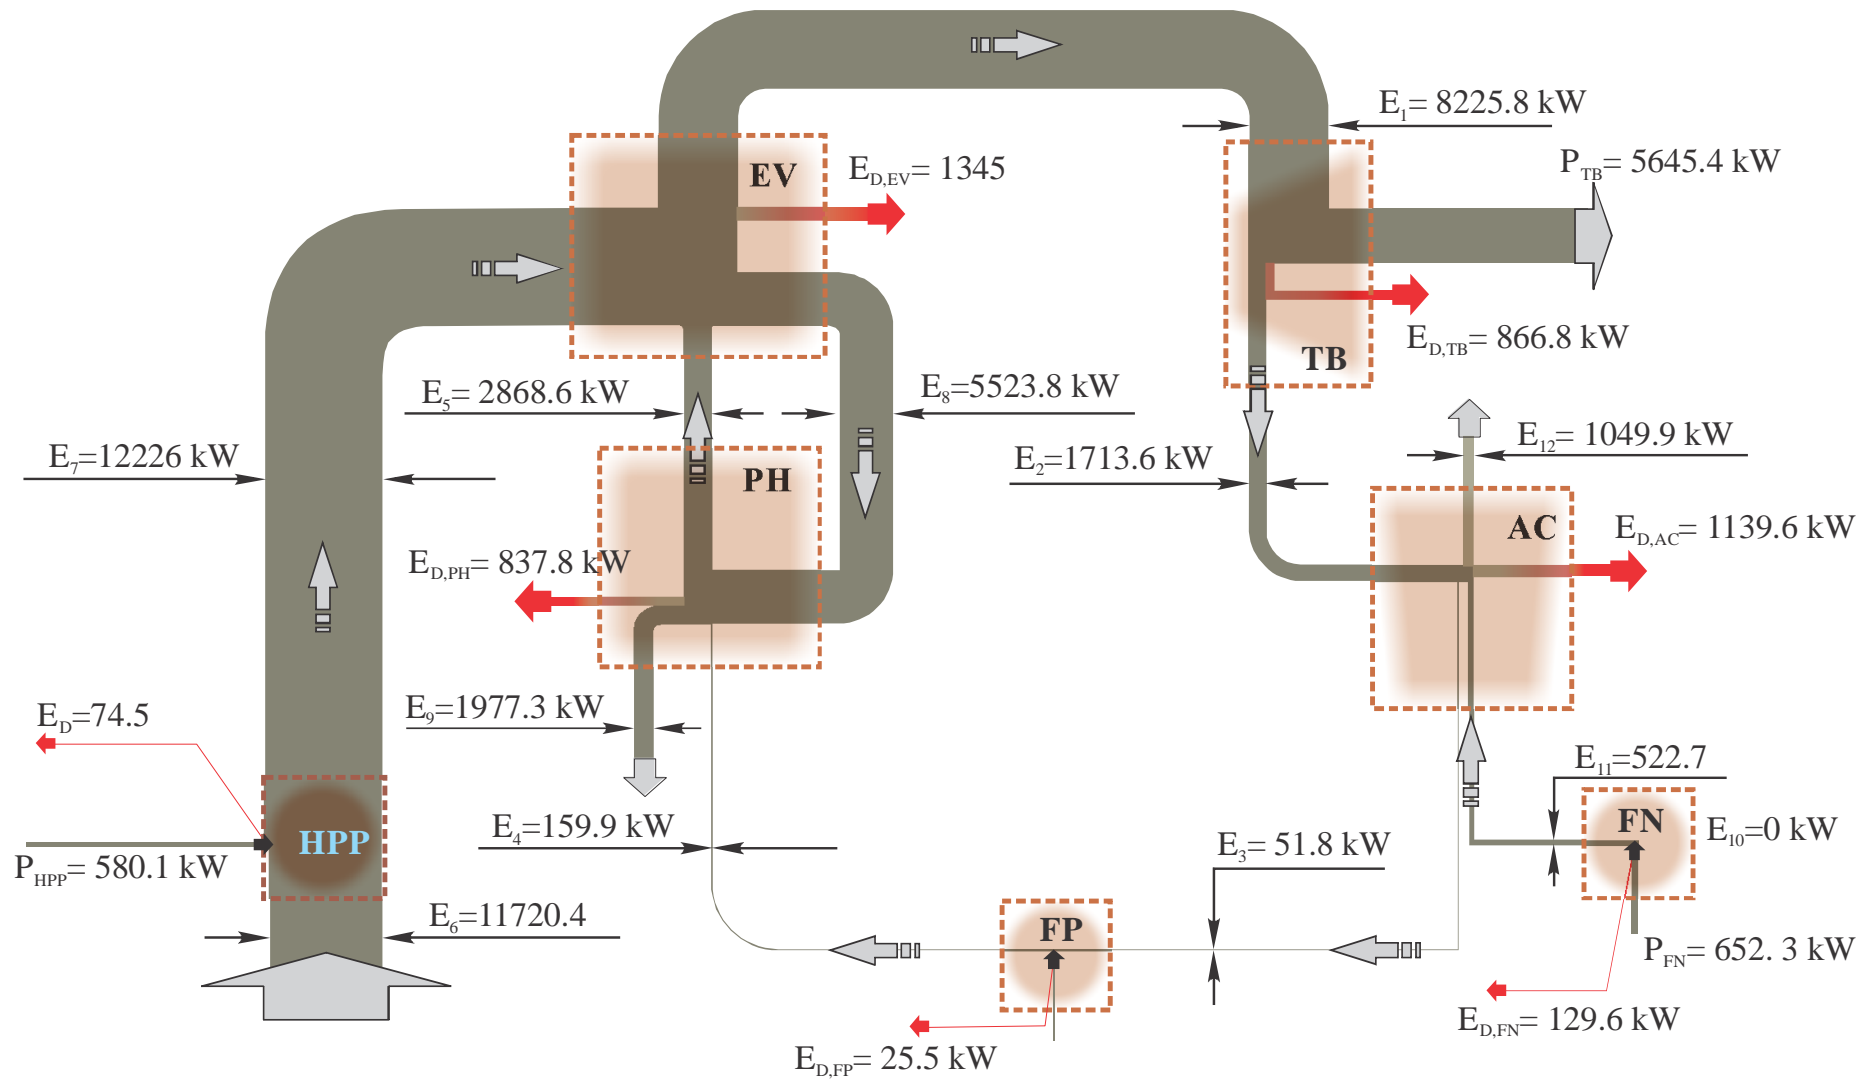 E1= 8225.8 kW
PTB= 5645.4 kW
EV
ED,EV= 1345
ED,TB= 866.8 kW
TB
E5= 2868.6 kW
E8=5523.8 kW
E12= 1049.9 kW
E7=12226 kW
E2=1713.6 kW
PH
AC
ED,AC= 1139.6 kW
ED,PH= 837.8 kW
E9=1977.3 kW
ED=74.5
E11=522.7
FN
E10=0 kW
E4=159.9 kW
HPP
PHPP= 580.1 kW
E3= 51.8 kW
E6=11720.4
FP
PFN= 652. 3 kW
ED,FN= 129.6 kW
ED,FP= 25.5 kW